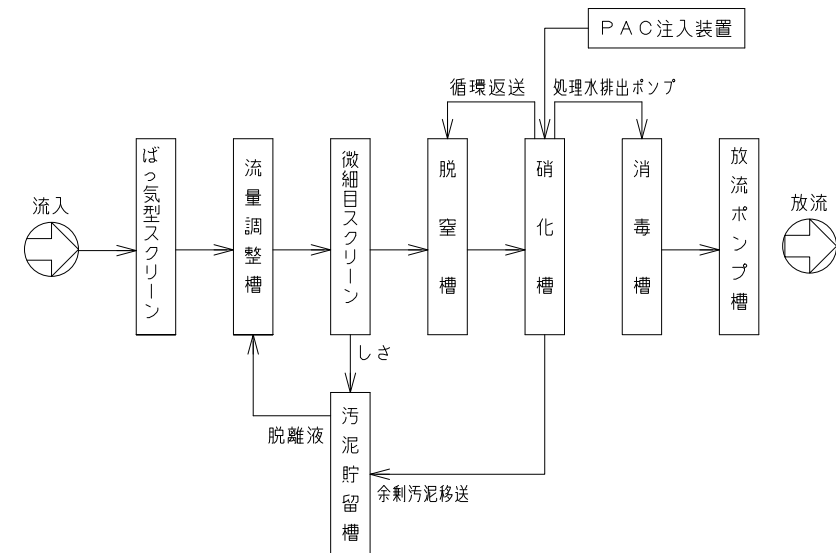 PAC注入装置
循環返送
処理水排出ポンプ
流入
ばっ気型スクリーン
流量調整槽
微細目スクリーン
脱窒槽
硝化槽
消毒槽
放流ポンプ槽
放流
しさ
脱離液
汚泥貯留槽
余剰汚泥移送